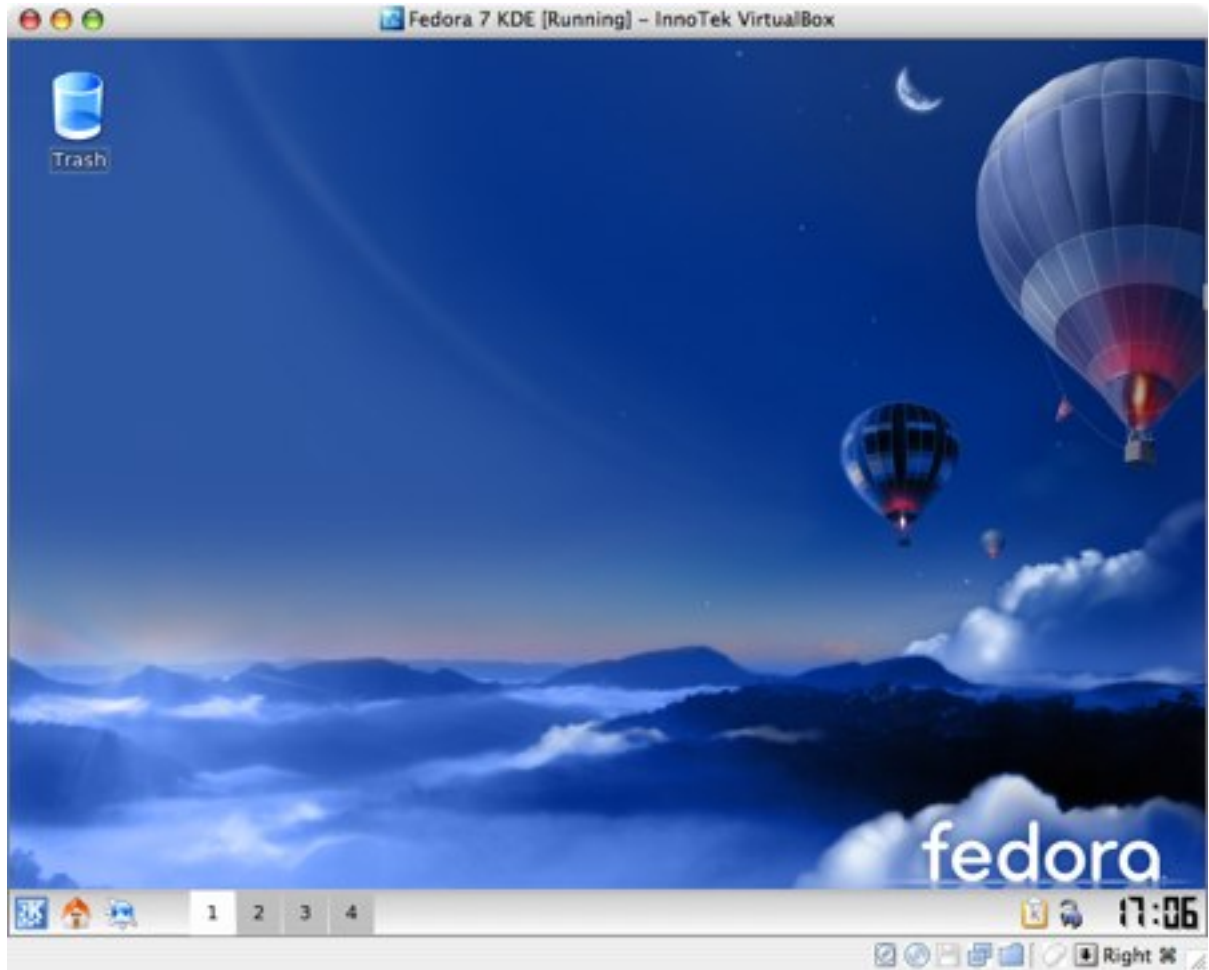 Fedora 7 KDE [Running] – InnoTek VirtualBox
Trash
fedora
1 2 3 4
17:06
Right ⌘